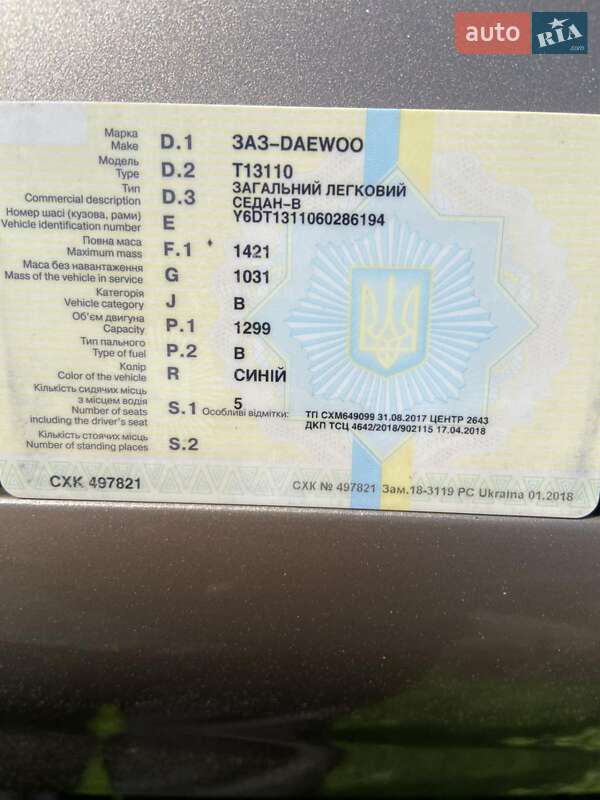 auto RIA .com
Марка
Make D.1 ЗАЗ-DAEWOO
Модель
Type D.2 T13110
Тип
Commercial description D.3 ЗАГАЛЬНИЙ ЛЕГКОВИЙ
СЕДАН-В
Номер шасі (кузова, рами)
Vehicle identification number E Y6DT1311060286194
Повна маса
Maximum mass F.1 1421
Маса без навантаження
Mass of the vehicle in service G 1031
Категорія
Vehicle category J B
Об'єм двигуна
Capacity P.1 1299
Тип пального
Type of fuel P.2 B
Колір
Color of the vehicle R СИНІЙ
Кількість сидячих місць
з місцем водія
Number of seats
including the driver's seat S.1 5
Особливі відмітки: ТП СХМ649099 31.08.2017 ЦЕНТР 2643
ДКП ТСЦ 4642/2018/902115 17.04.2018
Кількість стоячих місць
Number of standing places S.2
СХК 497821
СХК № 497821 Зам.18-3119 PC Ukraina 01.2018